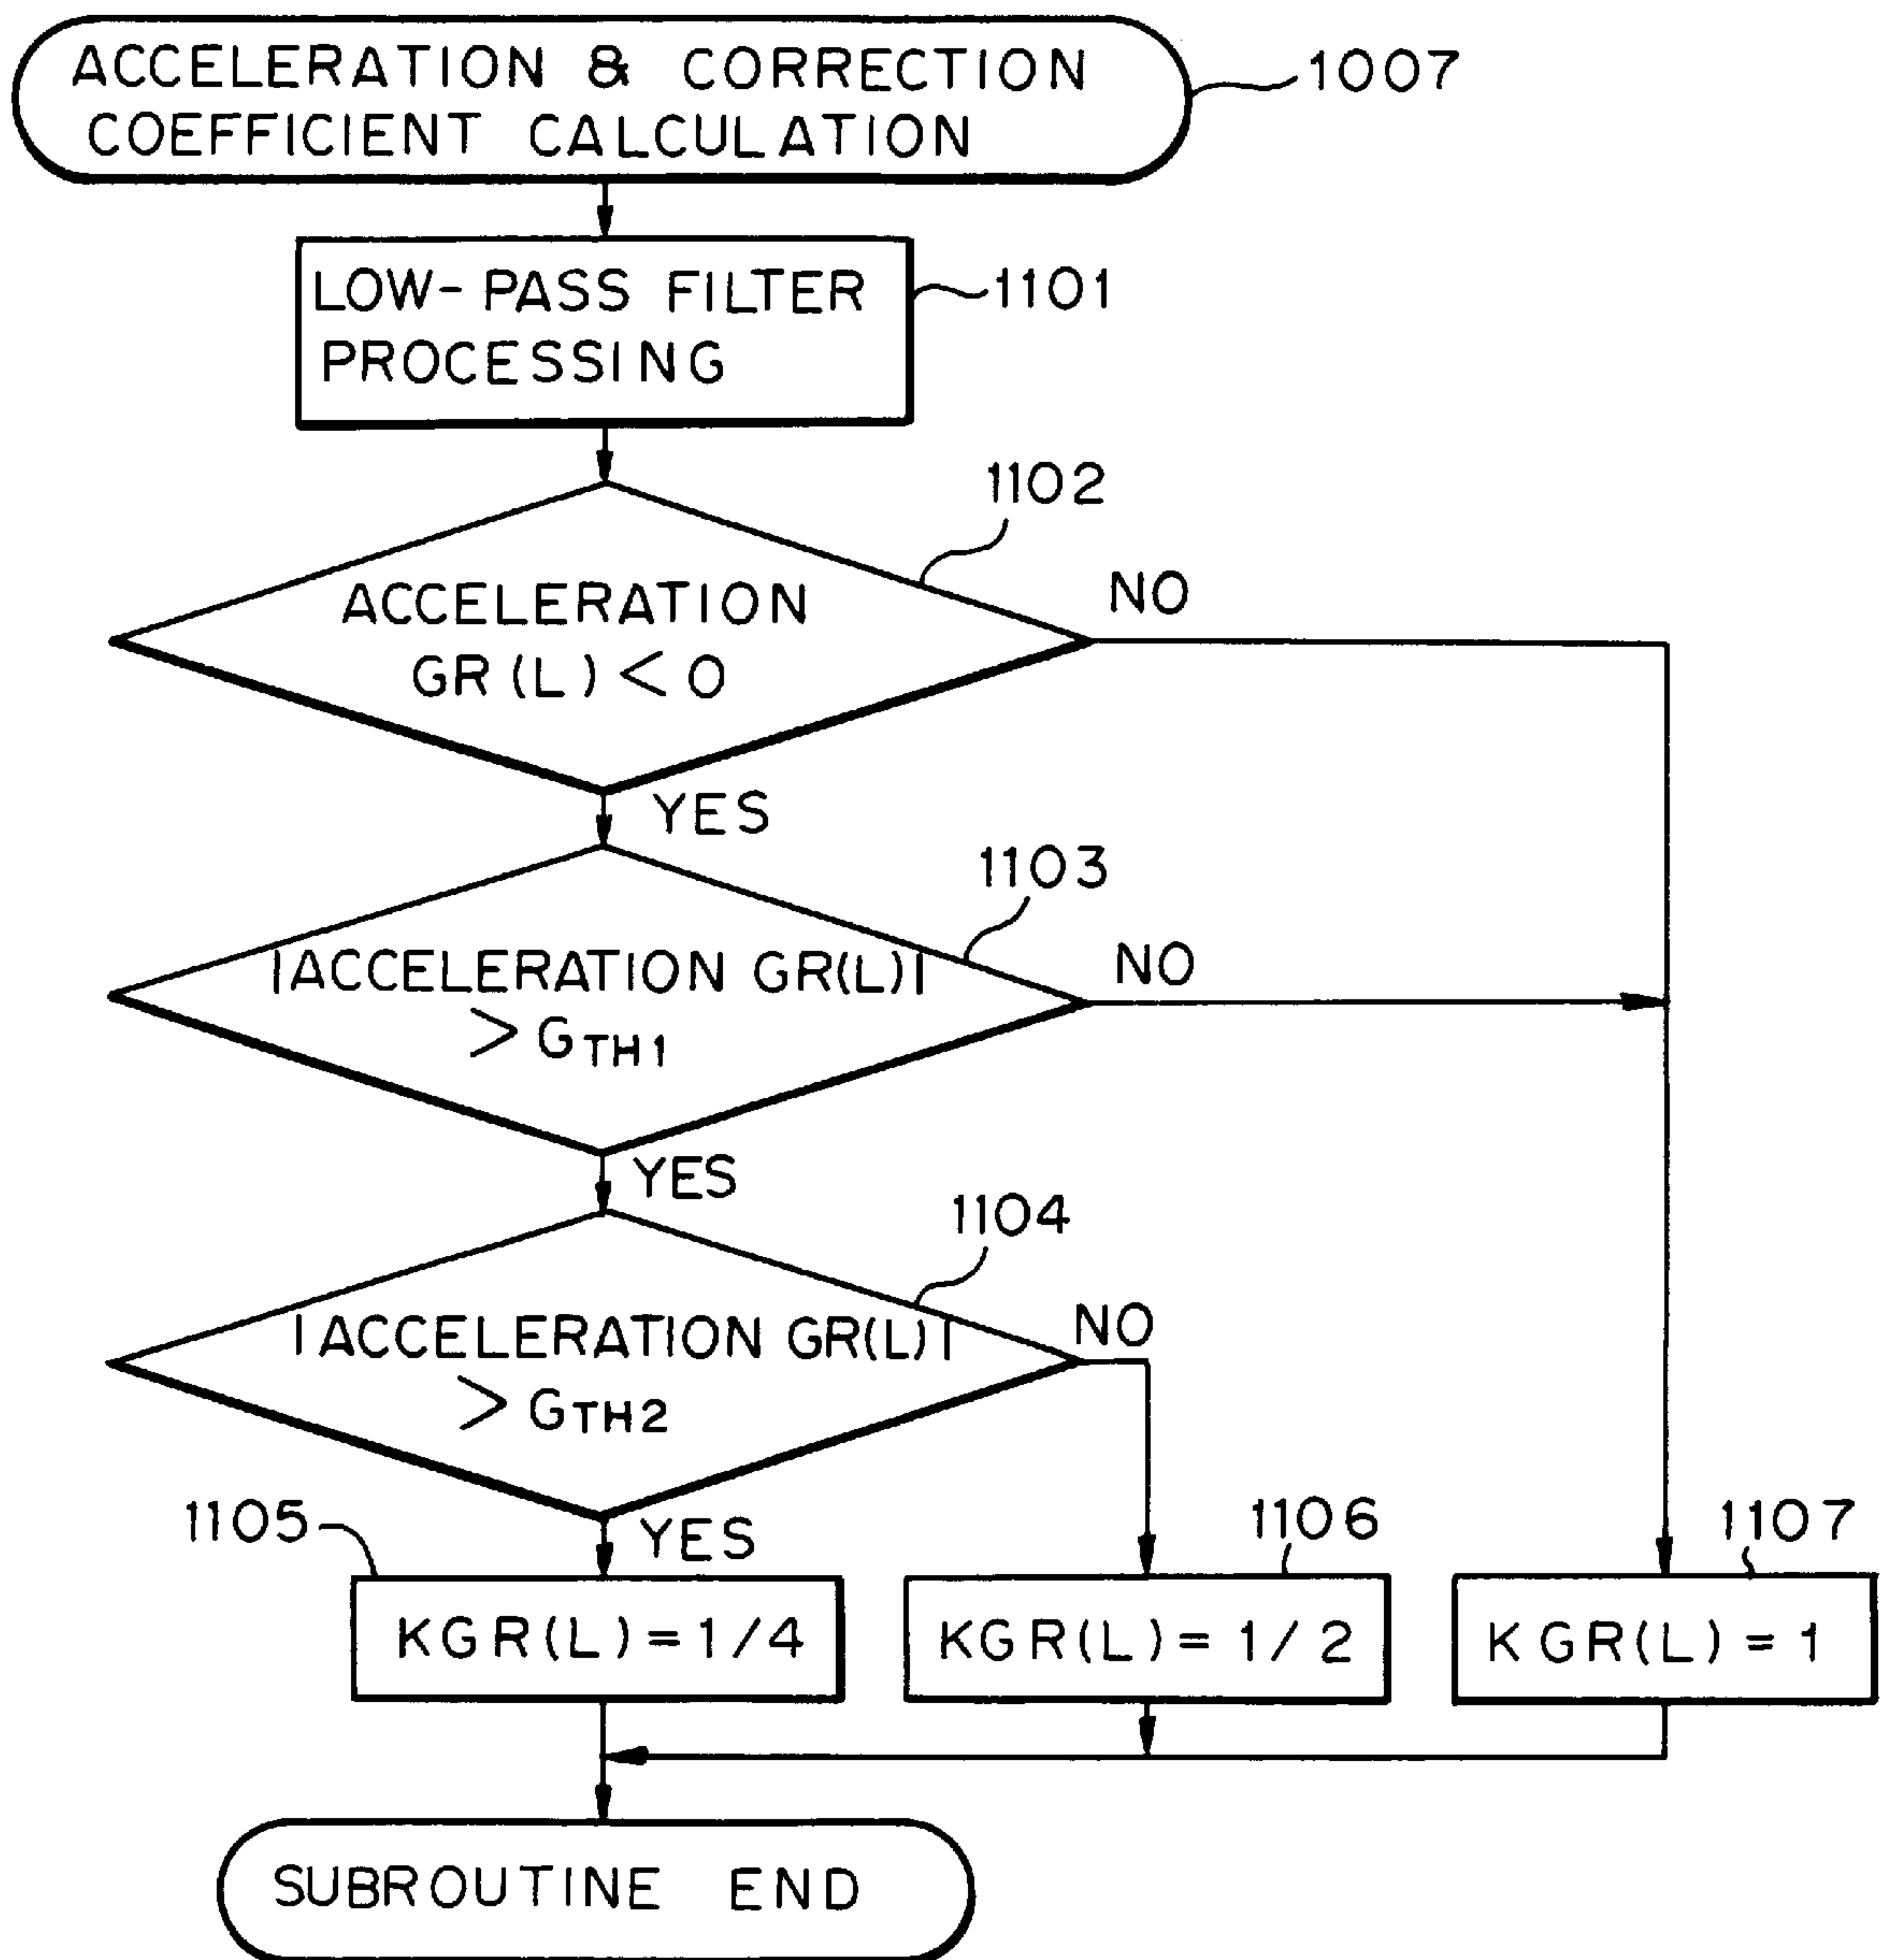 ACCELERATION & CORRECTION
COEFFICIENT CALCULATION
1007
LOW-PASS FILTER
PROCESSING
1101
1102
ACCELERATION
GR(L)<0
NO
YES
1103
|ACCELERATION GR(L)|
>GTH1
NO
YES
1104
|ACCELERATION GR(L)|
>GTH2
NO
YES
1105
KGR(L)=1/4
1106
KGR(L)=1/2
1107
KGR(L)=1
SUBROUTINE END